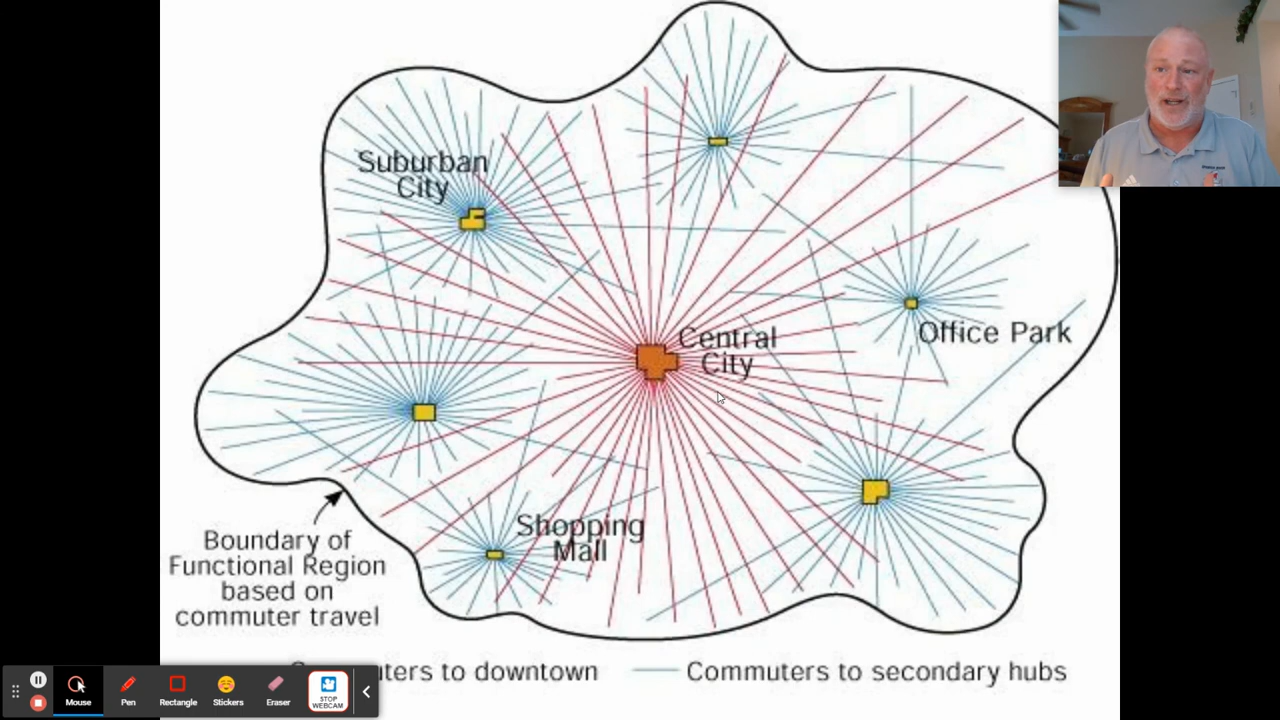 Suburban
City
Central
City
Office Park
Shopping
Mall
Boundary of
Functional Region
based on
commuter travel
to downtown
Commuters to secondary hubs
Mouse
Pen
Rectangle
Stickers
Eraser
STOP
WEBCAM